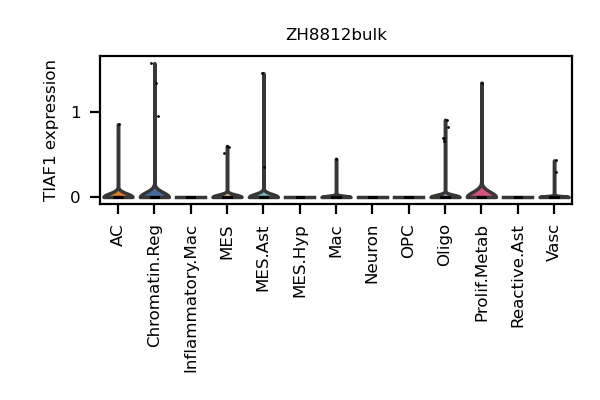 ZH8812bulk
TIAF1 expression
1
0
AC
Chromatin.Reg
Inflammatory.Mac
MES
MES.Ast
MES.Hyp
Mac
Neuron
OPC
Oligo
Prolif.Metab
Reactive.Ast
Vasc